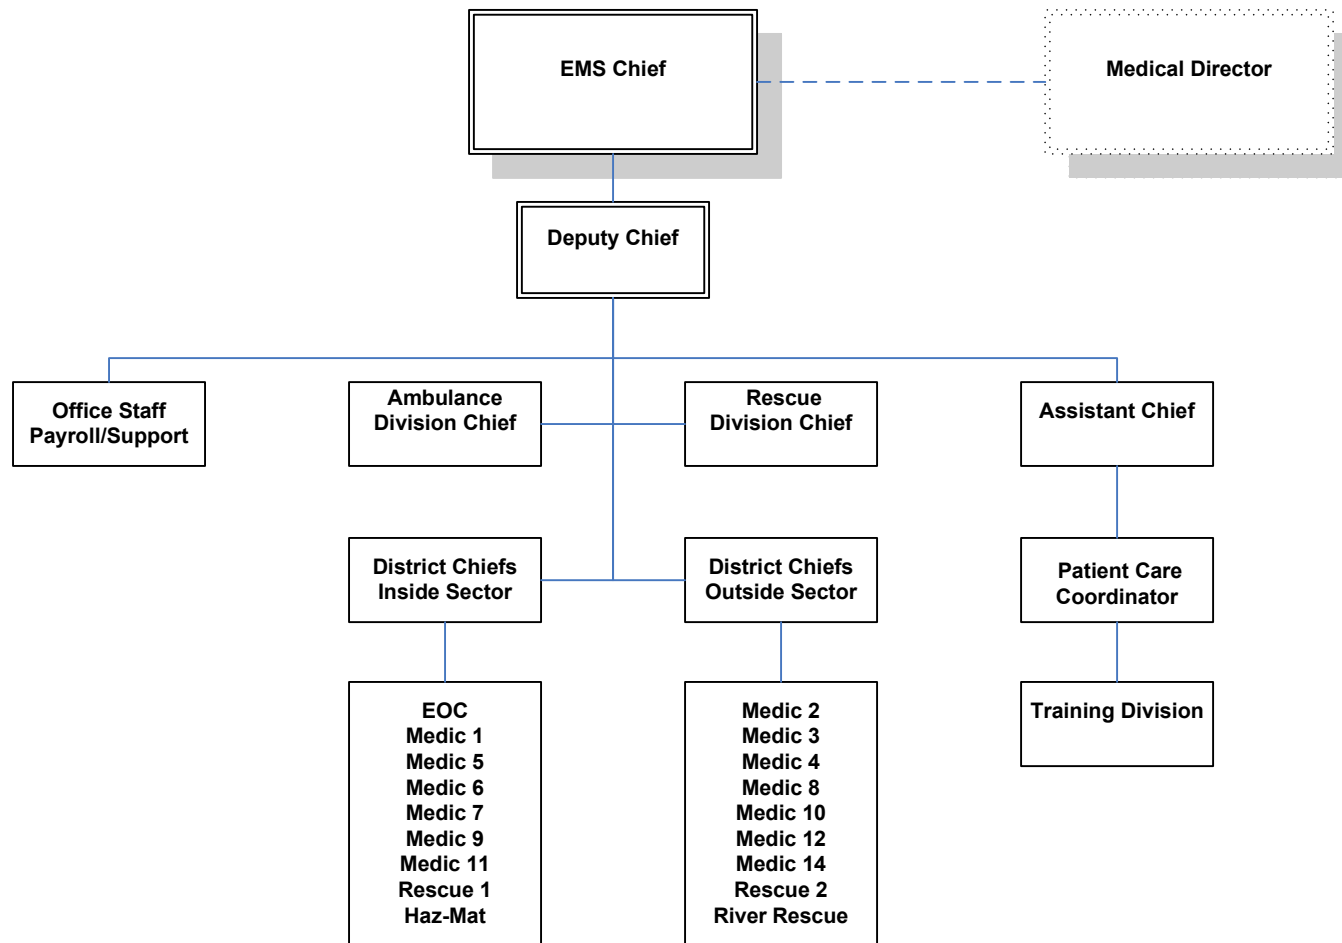 EMS Chief
Medical Director
Deputy Chief
Office Staff
Payroll/Support
Ambulance
Division Chief
Rescue
Division Chief
Assistant Chief
District Chiefs
Inside Sector
District Chiefs
Outside Sector
Patient Care
Coordinator
EOC
Medic 1
Medic 5
Medic 6
Medic 7
Medic 9
Medic 11
Rescue 1
Haz-Mat
Medic 2
Medic 3
Medic 4
Medic 8
Medic 10
Medic 12
Medic 14
Rescue 2
River Rescue
Training Division